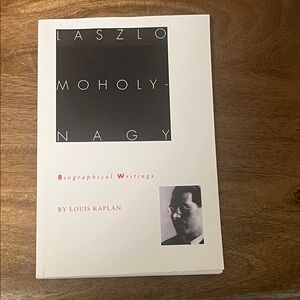 LASZLO
MOHOLY-
NAGY
Biographical Writings
BY LOUIS KAPLAN